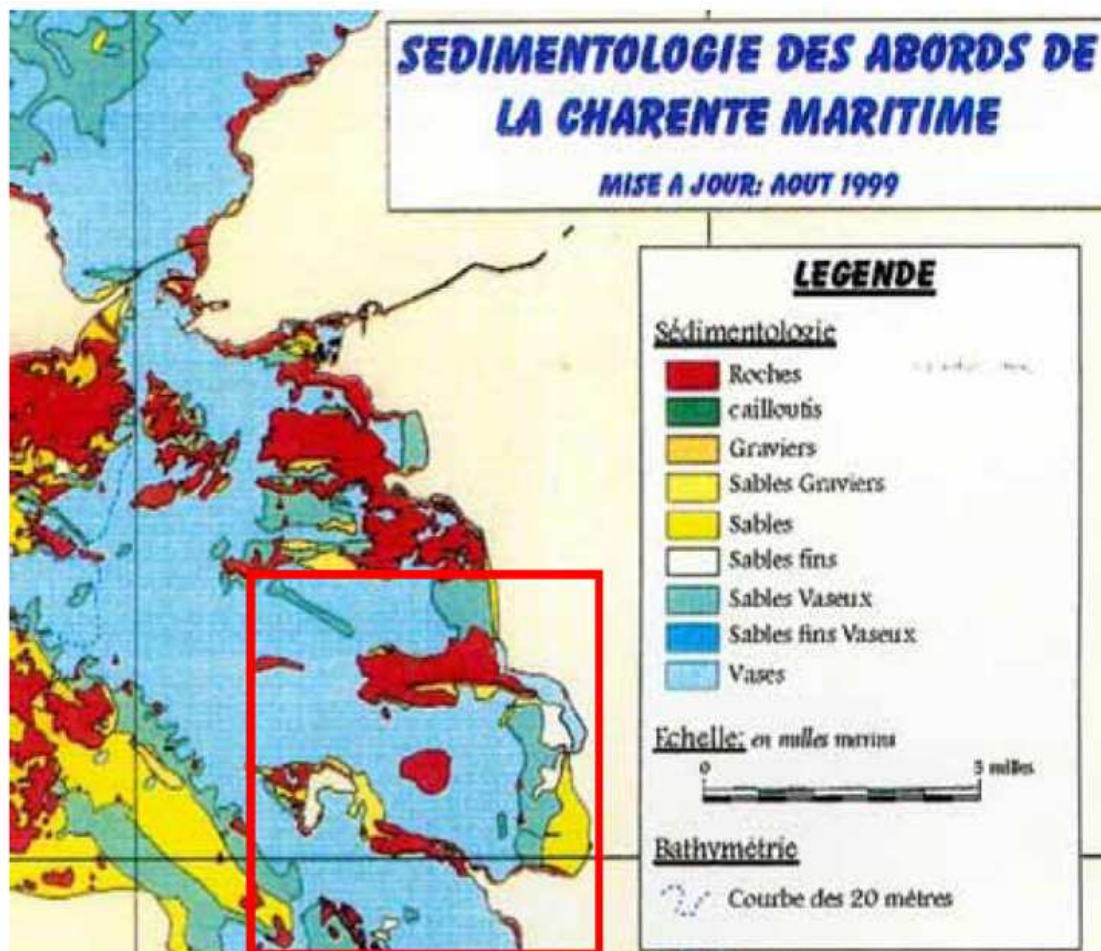 SEDIMENTOLOGIE DES ABORDS DE
LA CHARENTE MARITIME
MISE A JOUR: AOUT 1999
LEGENDE
Sédimentologie
Roches
cailloutis
Graviers
Sables Graviers
Sables
Sables fins
Sables Vaseux
Sables fins Vaseux
Vases
Echelle: en milles marins
0 5 milles
Bathymétrie
Courbe des 20 mètres